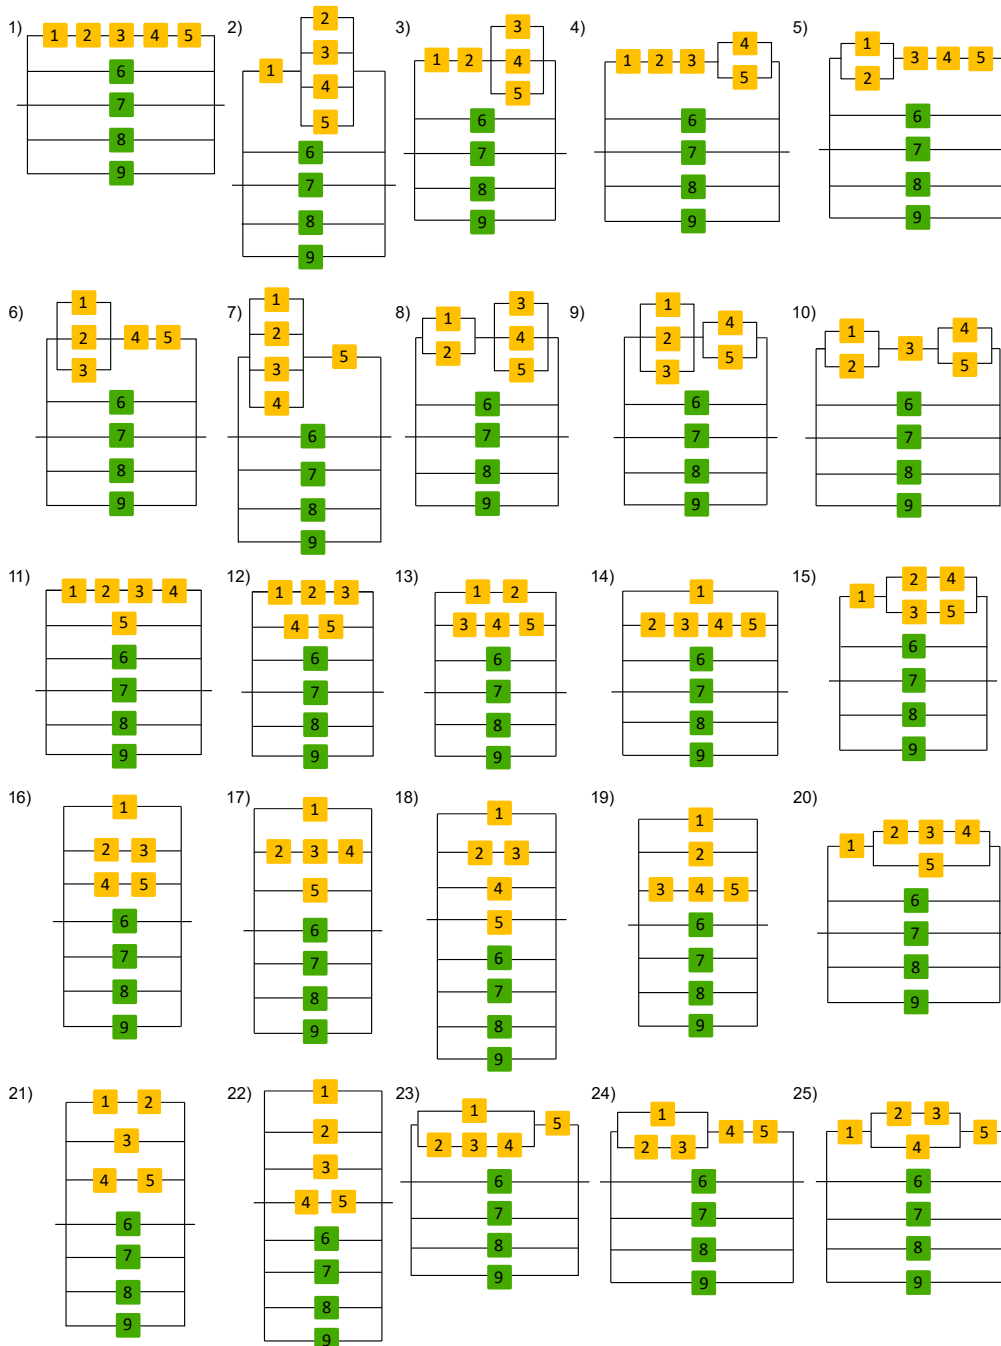 1) 1 2 3 4 5 6 7 8 9
2) 1 2 3 4 5 6 7 8 9
3) 1 2 3 4 5 6 7 8 9
4) 1 2 3 4 5 6 7 8 9
5) 1 2 3 4 5 6 7 8 9
6) 1 2 3 4 5 6 7 8 9
7) 1 2 3 4 5 6 7 8 9
8) 1 2 3 4 5 6 7 8 9
9) 1 2 3 4 5 6 7 8 9
10) 1 2 3 4 5 6 7 8 9
11) 1 2 3 4 5 6 7 8 9
12) 1 2 3 4 5 6 7 8 9
13) 1 2 3 4 5 6 7 8 9
14) 1 2 3 4 5 6 7 8 9
15) 1 2 4 3 5 6 7 8 9
16) 1 2 3 4 5 6 7 8 9
17) 1 2 3 4 5 6 7 8 9
18) 1 2 3 4 5 6 7 8 9
19) 1 2 3 4 5 6 7 8 9
20) 1 2 3 4 5 6 7 8 9
21) 1 2 3 4 5 6 7 8 9
22) 1 2 3 4 5 6 7 8 9
23) 1 2 3 4 5 6 7 8 9
24) 1 2 3 4 5 6 7 8 9
25) 1 2 3 4 5 6 7 8 9